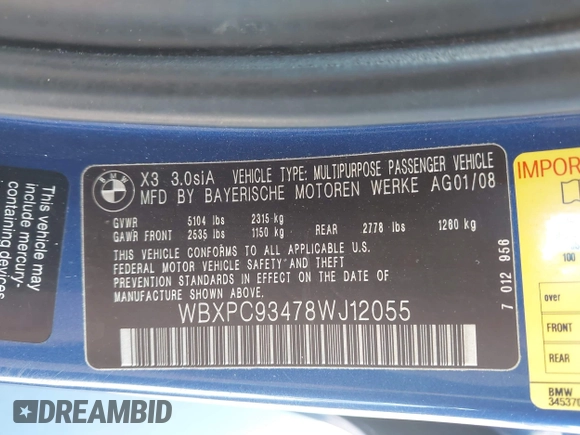 This vehicle may
include mercury-
containing devices.
BMW
X3 3.0siA VEHICLE TYPE: MULTIPURPOSE PASSENGER VEHICLE
MFD BY BAYERISCHE MOTOREN WERKE AG01/08
GVWR 5104 lbs 2315 kg
GAWR FRONT 2535 lbs 1150 kg REAR 2778 lbs 1260 kg
THIS VEHICLE CONFORMS TO ALL APPLICABLE U.S.
FEDERAL MOTOR VEHICLE SAFETY AND THEFT
PREVENTION STANDARDS IN EFFECT ON THE DATE OF
MANUFACTURE SHOWN ABOVE.
WBXPC93478WJ12055
7 012 956
100
over
FRONT
REAR
BMW
DREAMBID